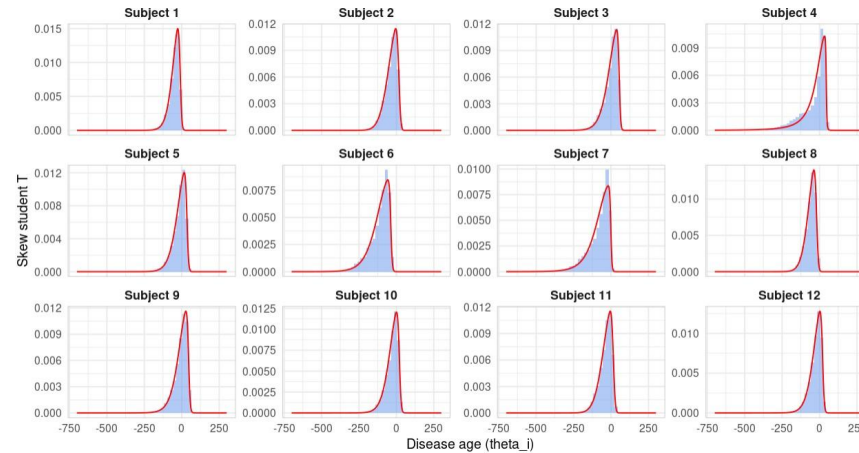 Subject 1 Subject 2 Subject 3 Subject 4
0.015 0.012 0.012
0.010 0.009 0.009 0.009
0.006 0.006 0.006
0.005 0.003 0.003 0.003
0.000 0.000 0.000 0.000
Subject 5 Subject 6 Subject 7 Subject 8
0.012 0.0100
0.0075 0.0075 0.010
0.008 0.0050 0.0050
0.004 0.0025 0.0025 0.005
0.000 0.0000 0.0000 0.000
Subject 9 Subject 10 Subject 11 Subject 12
0.012 0.0125 0.012
0.009 0.0100 0.009 0.010
0.006 0.0075 0.006
0.0050 0.005
0.003 0.0025 0.003
0.000 0.0000 0.000 0.000
-750 -500 -250 0 250 -750 -500 -250 0 250 -750 -500 -250 0 250 -750 -500 -250 0 250
Skew student T
Disease age (theta_i)